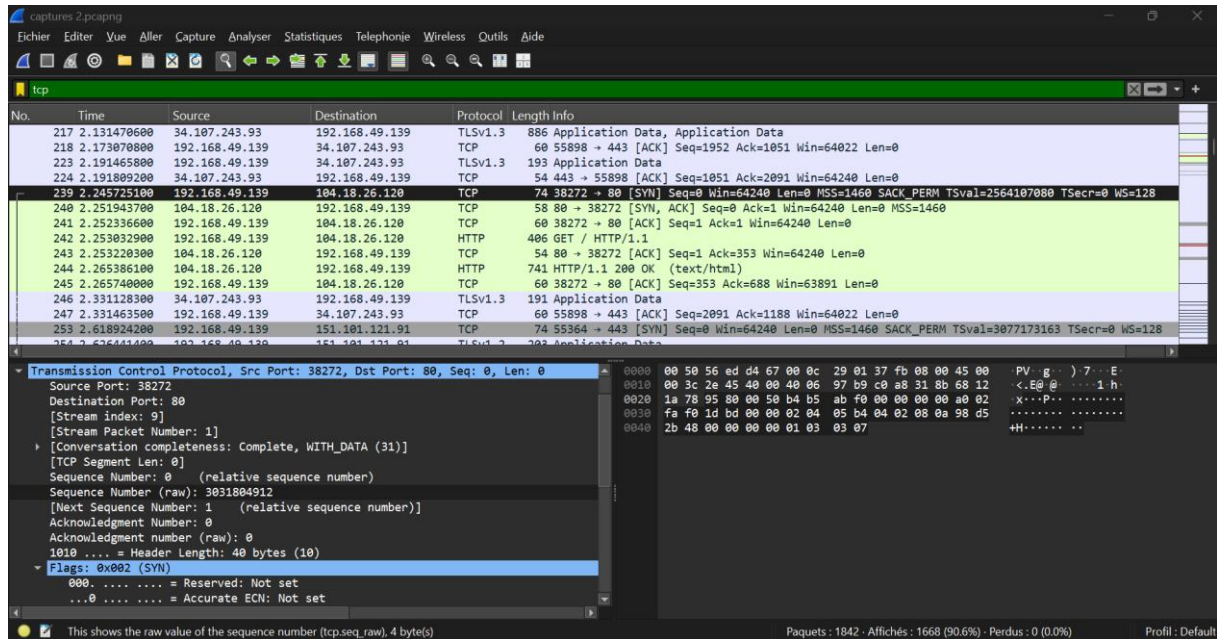 captures 2.pcapng
Fichier Editer Vue Aller Capture Analyser Statistiques Telephonie Wireless Outils Aide
tcp
No. Time Source Destination Protocol Length Info
217 2.131470600 34.107.243.93 192.168.49.139 TLSv1.3 886 Application Data, Application Data
218 2.173070800 192.168.49.139 34.107.243.93 TCP 60 55898 → 443 [ACK] Seq=1952 Ack=1051 Win=64022 Len=0
223 2.191465800 192.168.49.139 34.107.243.93 TLSv1.3 193 Application Data
224 2.191809200 34.107.243.93 192.168.49.139 TCP 54 443 → 55898 [ACK] Seq=1051 Ack=2091 Win=64240 Len=0
239 2.245725100 192.168.49.139 104.18.26.120 TCP 74 38272 → 80 [SYN] Seq=0 Win=64240 Len=0 MSS=1460 SACK_PERM TSval=2564107080 TSecr=0 WS=128
240 2.251943700 104.18.26.120 192.168.49.139 TCP 58 80 → 38272 [SYN, ACK] Seq=0 Ack=1 Win=64240 Len=0 MSS=1460
241 2.252336600 192.168.49.139 104.18.26.120 TCP 60 38272 → 80 [ACK] Seq=1 Ack=1 Win=64240 Len=0
242 2.253032900 192.168.49.139 104.18.26.120 HTTP 406 GET / HTTP/1.1
243 2.253220300 104.18.26.120 192.168.49.139 TCP 54 80 → 38272 [ACK] Seq=1 Ack=353 Win=64240 Len=0
244 2.265386100 104.18.26.120 192.168.49.139 HTTP 741 HTTP/1.1 200 OK (text/html)
245 2.265740000 192.168.49.139 104.18.26.120 TCP 60 38272 → 80 [ACK] Seq=353 Ack=688 Win=63891 Len=0
246 2.331128300 34.107.243.93 192.168.49.139 TLSv1.3 191 Application Data
247 2.331463500 192.168.49.139 34.107.243.93 TCP 60 55898 → 443 [ACK] Seq=2091 Ack=1188 Win=64022 Len=0
253 2.618924200 192.168.49.139 151.101.121.91 TCP 74 55364 → 443 [SYN] Seq=0 Win=64240 Len=0 MSS=1460 SACK_PERM TSval=3077173163 TSecr=0 WS=128
254 2.626441400 192.168.49.139 151.101.121.91 TLSv1.2 203 Application Data
Transmission Control Protocol, Src Port: 38272, Dst Port: 80, Seq: 0, Len: 0
Source Port: 38272
Destination Port: 80
[Stream index: 9]
[Stream Packet Number: 1]
[Conversation completeness: Complete, WITH_DATA (31)]
[TCP Segment Len: 0]
Sequence Number: 0 (relative sequence number)
Sequence Number (raw): 3031804912
[Next Sequence Number: 1 (relative sequence number)]
Acknowledgment Number: 0
Acknowledgment number (raw): 0
1010 .... = Header Length: 40 bytes (10)
Flags: 0x002 (SYN)
000. .... .... = Reserved: Not set
...0 .... .... = Accurate ECN: Not set
0000 00 50 56 ed d4 67 00 0c 29 01 37 fb 08 00 45 00 ·PV··g·· )·7···E·
0010 00 3c 2e 45 40 00 40 06 97 b9 c0 a8 31 8b 68 12 ·<.E@·@· ····1·h·
0020 1a 78 95 80 00 50 b4 b5 ab f0 00 00 00 00 a0 02 ·x···P·· ········
0030 fa f0 1d bd 00 00 02 04 05 b4 04 02 08 0a 98 d5 ········ ········
0040 2b 48 00 00 00 00 01 03 03 07 +H······ ··
This shows the raw value of the sequence number (tcp.seq_raw), 4 byte(s)
Paquets : 1842 · Affichés : 1668 (90.6%) · Perdus : 0 (0.0%)
Profil : Default